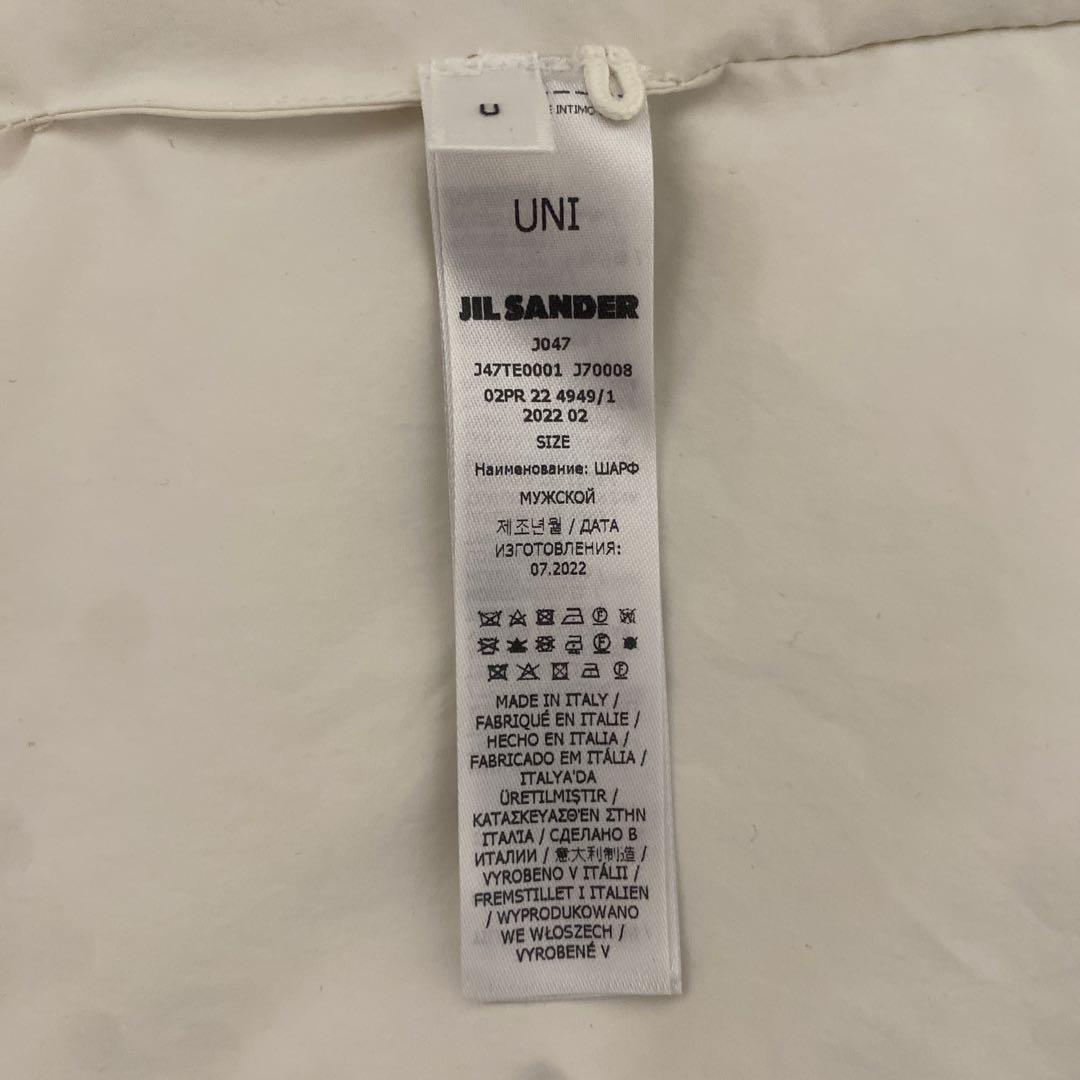 U
INTIMO
UNI
JIL SANDER
J047
J47TE0001 J70008
02PR 22 4949/1
2022 02
SIZE
Наименование: ШАРФ
МУЖСКОЙ
제조년월 / ДАТА
ИЗГОТОВЛЕНИЯ:
07.2022
MADE IN ITALY /
FABRIQUÉ EN ITALIE /
HECHO EN ITALIA /
FABRICADO EM ITÁLIA /
ITALYA'DA
ÜRETILMIŞTIR /
ΚΑΤΑΣΚΕΥΑΣΘΈΝ ΣΤΗΝ
ΙΤΑΛΊΑ / СДЕЛАНО В
ИТАЛИИ / 意大利制造 /
VYROBENO V ITÁLII /
FREMSTILLET I ITALIEN
/ WYPRODUKOWANO
WE WŁOSZECH /
VYROBENÉ V